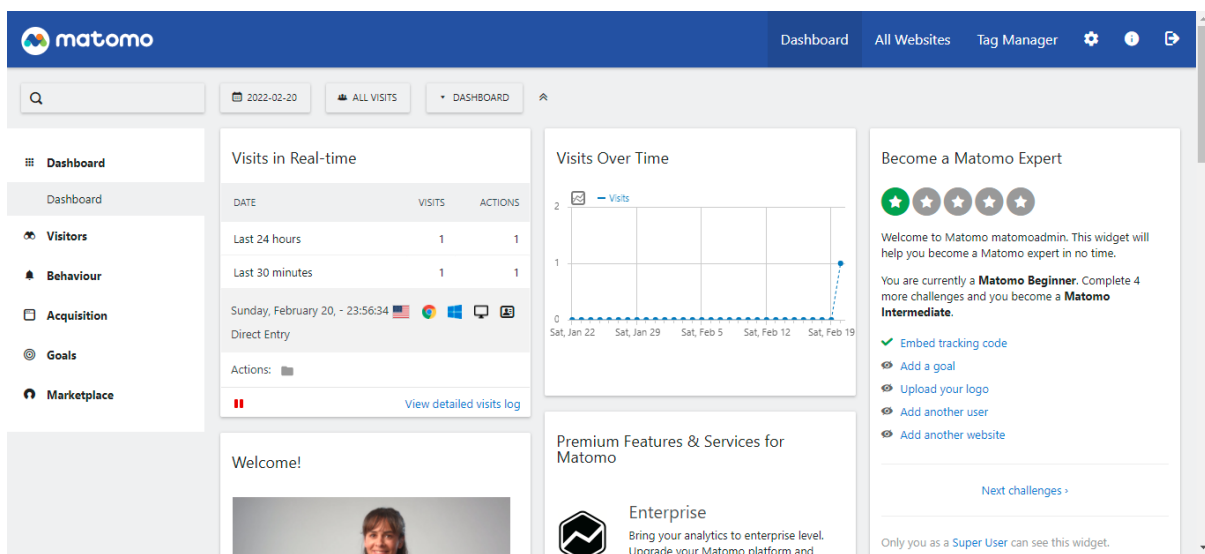 matomo
Dashboard
All Websites
Tag Manager
2022-02-20
ALL VISITS
DASHBOARD
Dashboard
Dashboard
Visitors
Behaviour
Acquisition
Goals
Marketplace
Visits in Real-time
DATE VISITS ACTIONS
Last 24 hours 1 1
Last 30 minutes 1 1
Sunday, February 20, - 23:56:34
Direct Entry
Actions:
View detailed visits log
Welcome!
Visits Over Time
Visits
2
1
0
Sat, Jan 22 Sat, Jan 29 Sat, Feb 5 Sat, Feb 12 Sat, Feb 19
Premium Features & Services for
Matomo
Enterprise
Bring your analytics to enterprise level.
Upgrade your Matomo platform and
Become a Matomo Expert
Welcome to Matomo matomoadmin. This widget will
help you become a Matomo expert in no time.
You are currently a Matomo Beginner. Complete 4
more challenges and you become a Matomo
Intermediate.
Embed tracking code
Add a goal
Upload your logo
Add another user
Add another website
Next challenges ›
Only you as a Super User can see this widget.